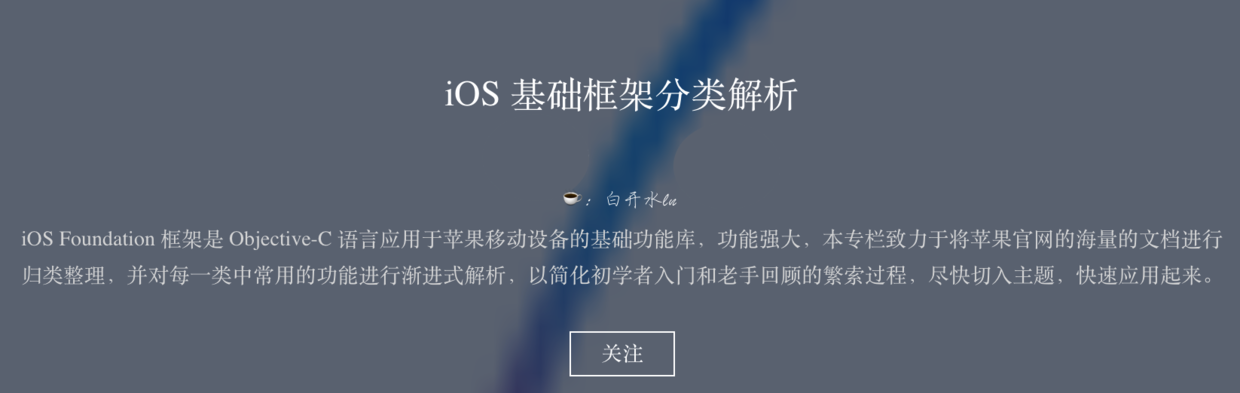 iOS 基础框架分类解析
☕：白开水ln
iOS Foundation 框架是 Objective-C 语言应用于苹果移动设备的基础功能库，功能强大，本专栏致力于将苹果官网的海量的文档进行
归类整理，并对每一类中常用的功能进行渐进式解析，以简化初学者入门和老手回顾的繁索过程，尽快切入主题，快速应用起来。
关注